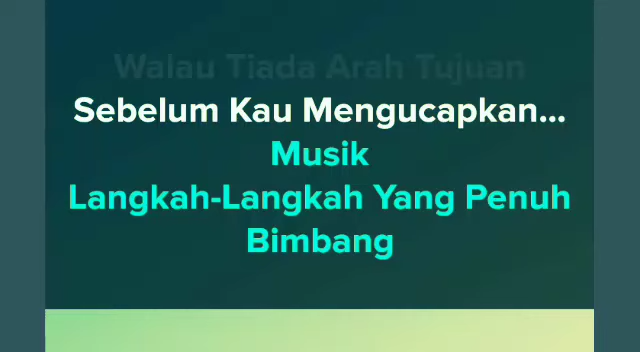 Walau Tiada Arah Tujuan
Sebelum Kau Mengucapkan...
Musik
Langkah-Langkah Yang Penuh
Bimbang